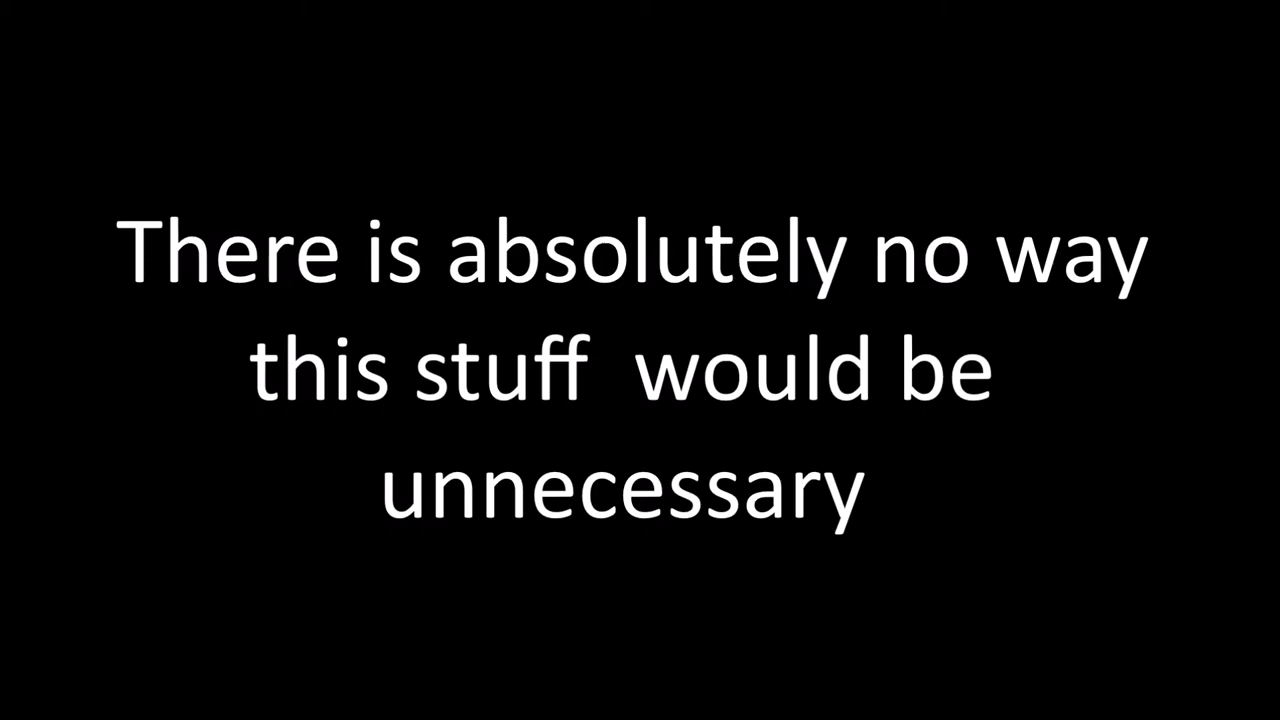 There is absolutely no way
this stuff  would be
unnecessary